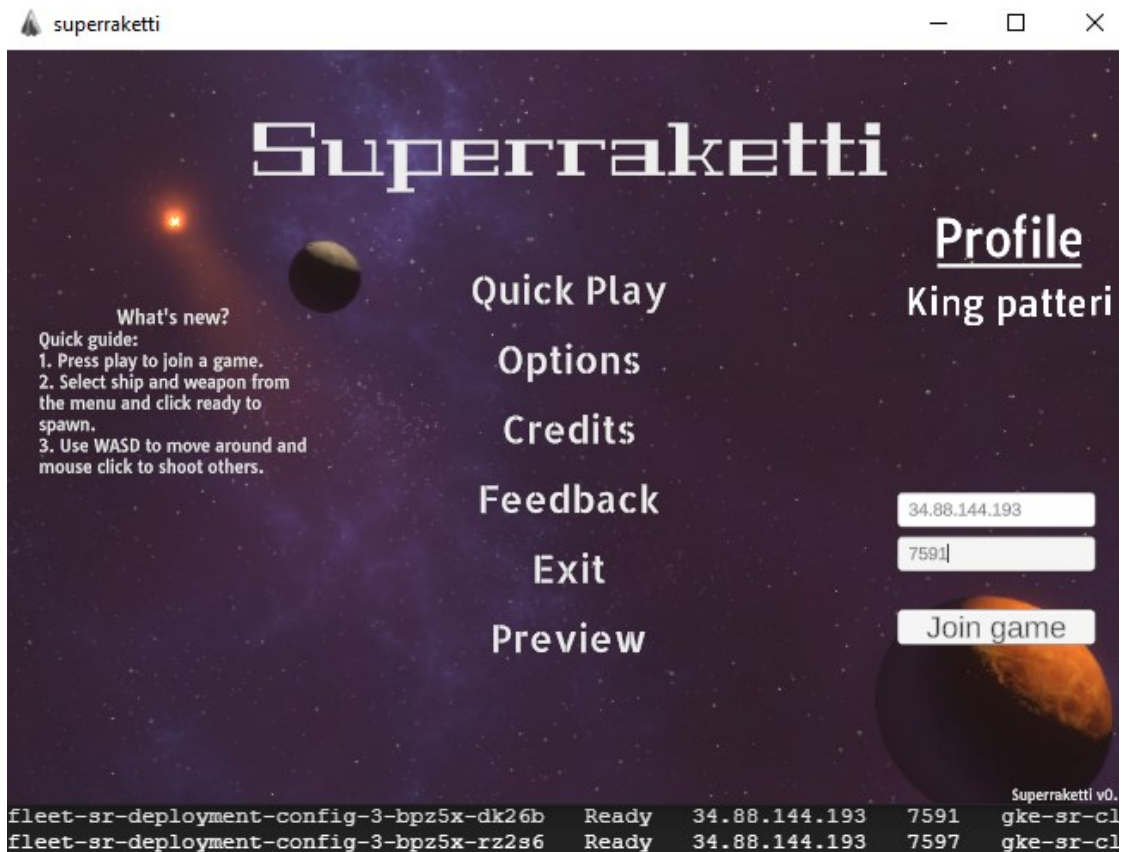 superraketti
Superraketti
Profile
King patteri
Quick Play
Options
Credits
Feedback
Exit
Preview
What's new?
Quick guide:
1. Press play to join a game.
2. Select ship and weapon from
the menu and click ready to
spawn.
3. Use WASD to move around and
mouse click to shoot others.
34.88.144.193
7591
Join game
Superraketti v0.
fleet-sr-deployment-config-3-bpz5x-dk26b Ready 34.88.144.193 7591 gke-sr-cl
fleet-sr-deployment-config-3-bpz5x-rz2s6 Ready 34.88.144.193 7597 gke-sr-cl